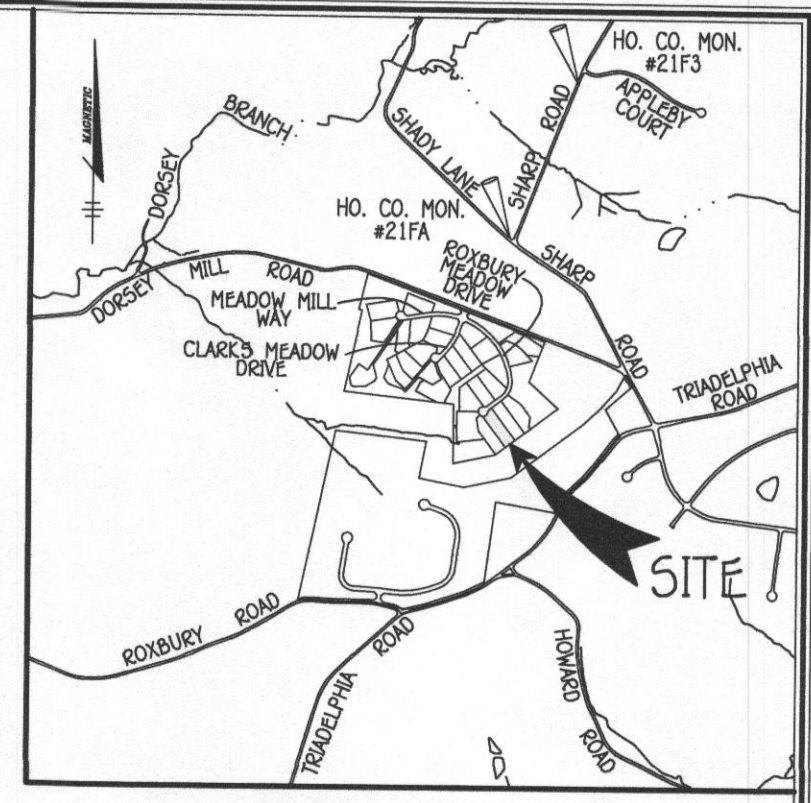 HO. CO. MON.
#21F3
APPLEBY
COURT
SHARP
ROAD
MAGNETIC
DORSEY
BRANCH
SHADY LANE
HO. CO. MON.
#21FA
SHARP
ROAD
ROXBURY
MEADOW
DRIVE
DORSEY
MILL
ROAD
MEADOW MILL
WAY
CLARKS MEADOW
DRIVE
TRIADELPHIA
ROAD
SITE
ROXBURY
ROAD
TRIADELPHIA
ROAD
HOWARD
ROAD